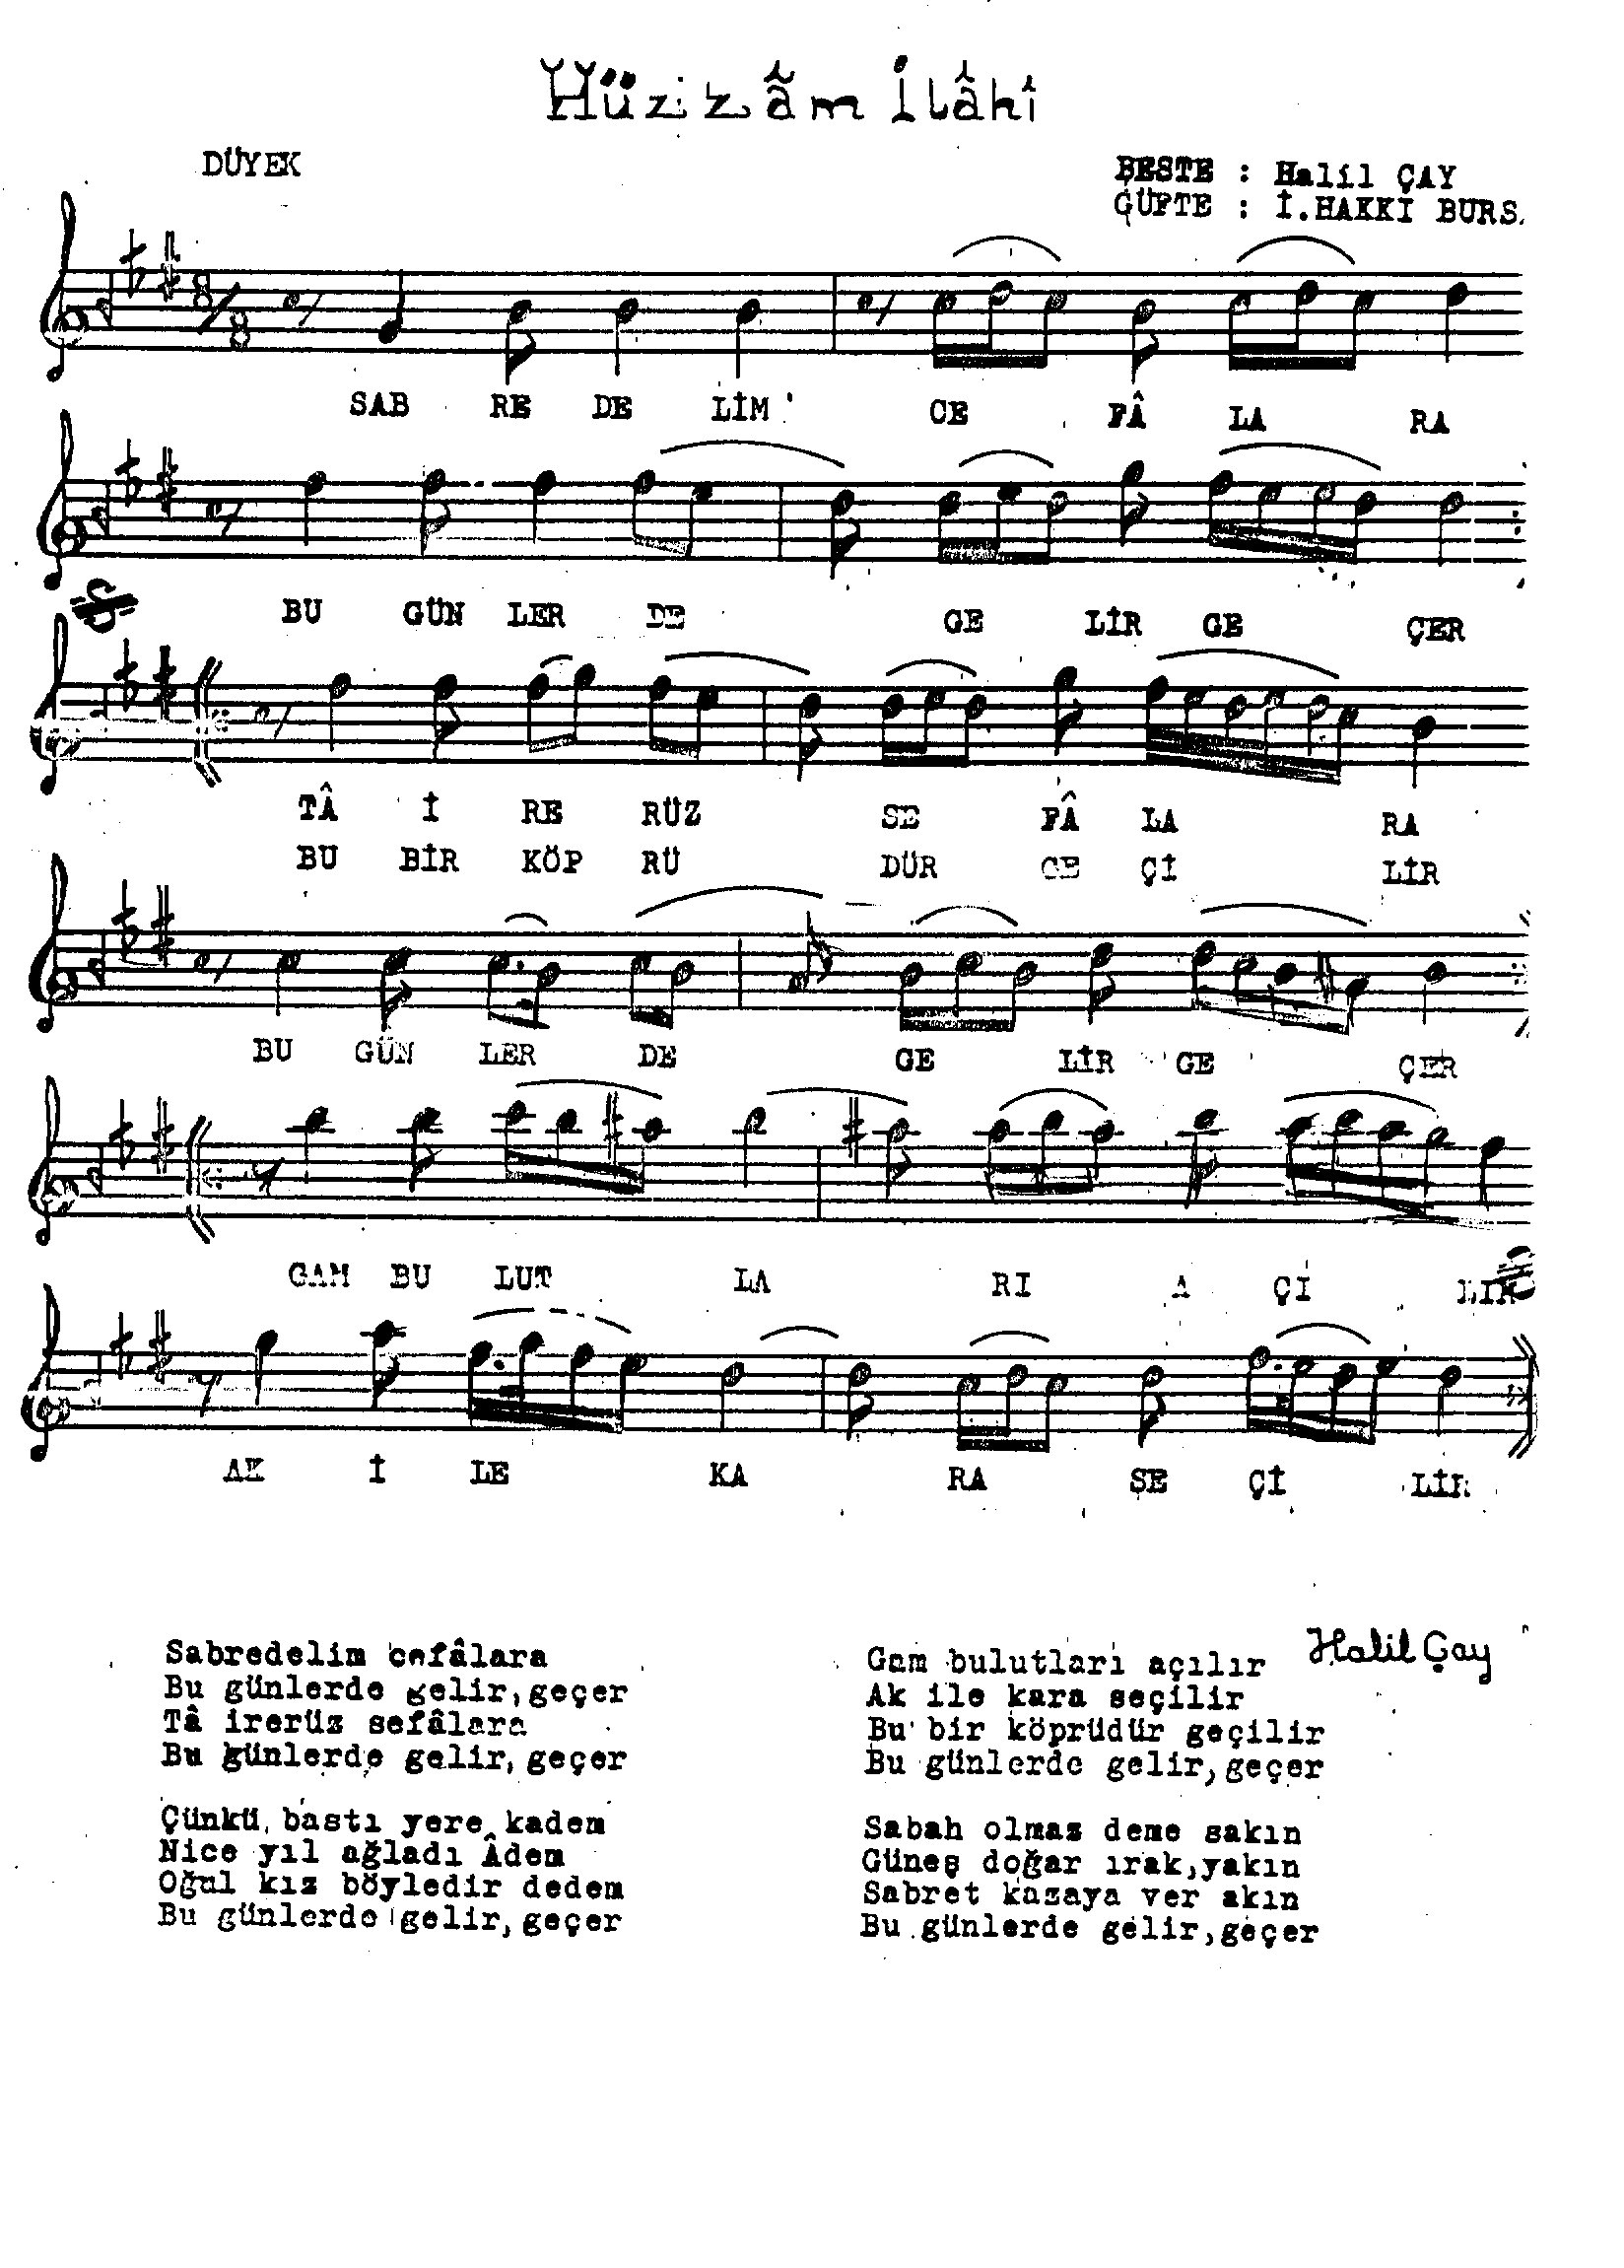 Hüzizâm İlâhî
DÜYEK
BESTE : Halil ÇAY
GÜFTE : İ.HAKKI BURS.
8/8
SAB RE DE LİM CE FÂ LA RA
BU GÜN LER DE GE LİR GE ÇER
TÂ İ RE RÜZ SE FÂ LA RA
BU BİR KÖP RÜ DÜR GE Çİ LİR
BU GÜN LER DE GE LİR GE ÇER
GAM BU LUT LA RI A ÇI LIR
AK İ LE KA RA SE Çİ LİR
Sabredelim cefâlara
Bu günlerde gelir, geçer
Tâ irerüz sefâlara
Bu günlerde gelir, geçer
Çünkü bastı yere kadem
Nice yıl ağladı Âdem
Oğul kız böyledir dedem
Bu günlerde gelir, geçer
Halil Çay
Gam bulutları açılır
Ak ile kara seçilir
Bu bir köprüdür geçilir
Bu günlerde gelir, geçer
Sabah olmaz deme sakın
Güneş doğar ırak, yakın
Sabret kazaya ver akın
Bu günlerde gelir, geçer